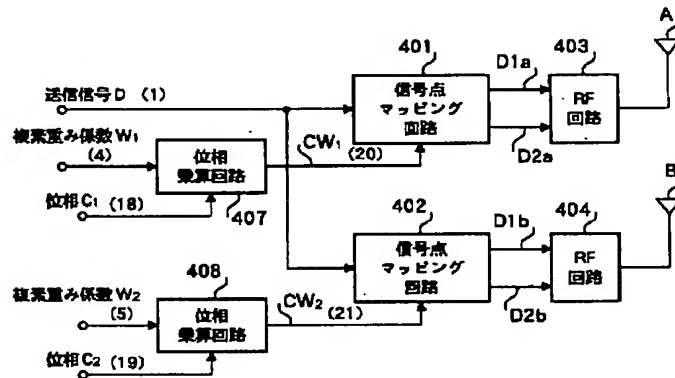 A
401
403
送信信号D (1)
信号点
マッピング
回路
D1a
D2a
RF
回路
複素重み係数W₁
(4)
位相
乗算回路
CW₁ (20)
位相C₁ (18)
407
B
402
404
信号点
マッピング
回路
D1b
D2b
RF
回路
408
複素重み係数W₂
(5)
位相
乗算回路
CW₂ (21)
位相C₂ (19)